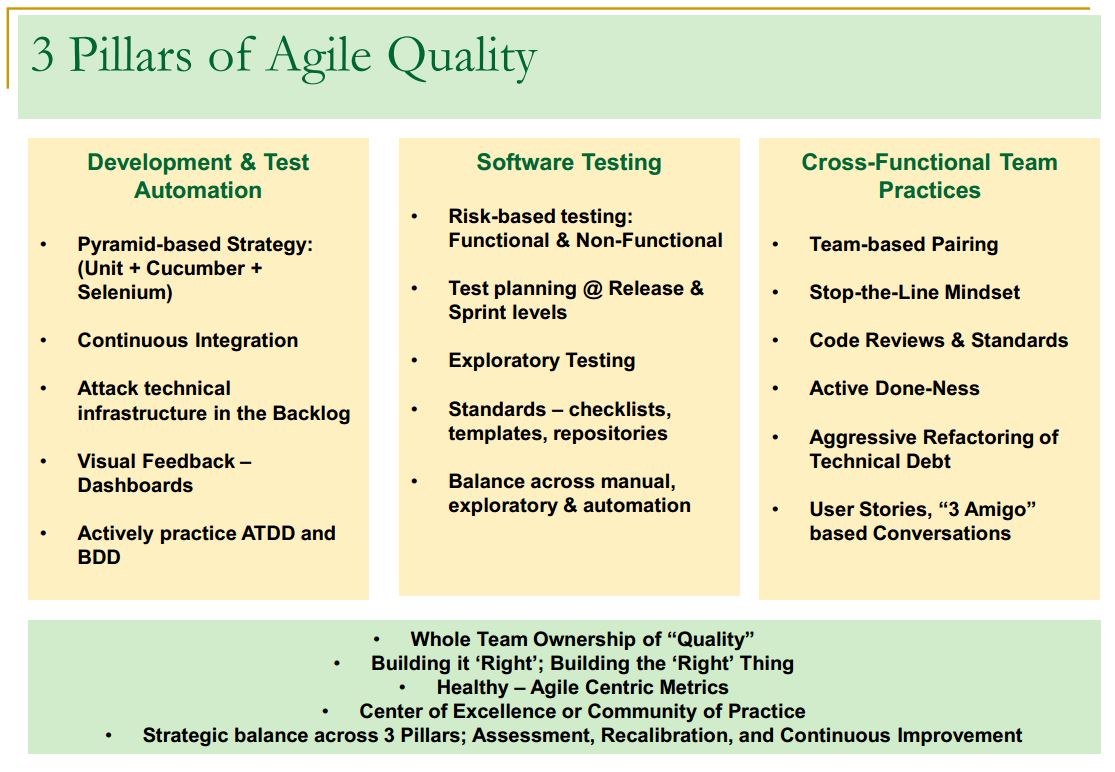 3 Pillars of Agile Quality
Development & Test
Automation
• Pyramid-based Strategy:
(Unit + Cucumber +
Selenium)
• Continuous Integration
• Attack technical
infrastructure in the Backlog
• Visual Feedback –
Dashboards
• Actively practice ATDD and
BDD
Software Testing
• Risk-based testing:
Functional & Non-Functional
• Test planning @ Release &
Sprint levels
• Exploratory Testing
• Standards – checklists,
templates, repositories
• Balance across manual,
exploratory & automation
Cross-Functional Team
Practices
• Team-based Pairing
• Stop-the-Line Mindset
• Code Reviews & Standards
• Active Done-Ness
• Aggressive Refactoring of
Technical Debt
• User Stories, “3 Amigo”
based Conversations
• Whole Team Ownership of “Quality”
• Building it ‘Right’; Building the ‘Right’ Thing
• Healthy – Agile Centric Metrics
• Center of Excellence or Community of Practice
• Strategic balance across 3 Pillars; Assessment, Recalibration, and Continuous Improvement